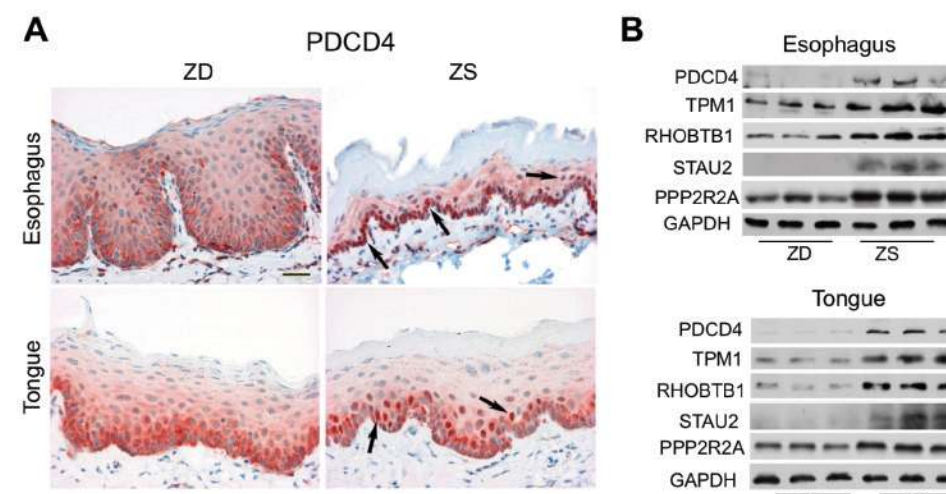 A
PDCD4
ZD
ZS
Esophagus
Tongue
B
Esophagus
PDCD4
TPM1
RHOBTB1
STAU2
PPP2R2A
GAPDH
ZD
ZS
Tongue
PDCD4
TPM1
RHOBTB1
STAU2
PPP2R2A
GAPDH